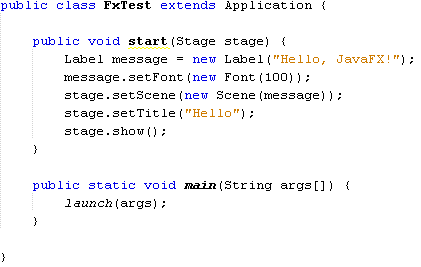 public class FxTest extends Application {
public void start(Stage stage) {
Label message = new Label("Hello, JavaFX!");
message.setFont(new Font(100));
stage.setScene(new Scene(message));
stage.setTitle("Hello");
stage.show();
}
public static void main(String args[]) {
launch(args);
}
}